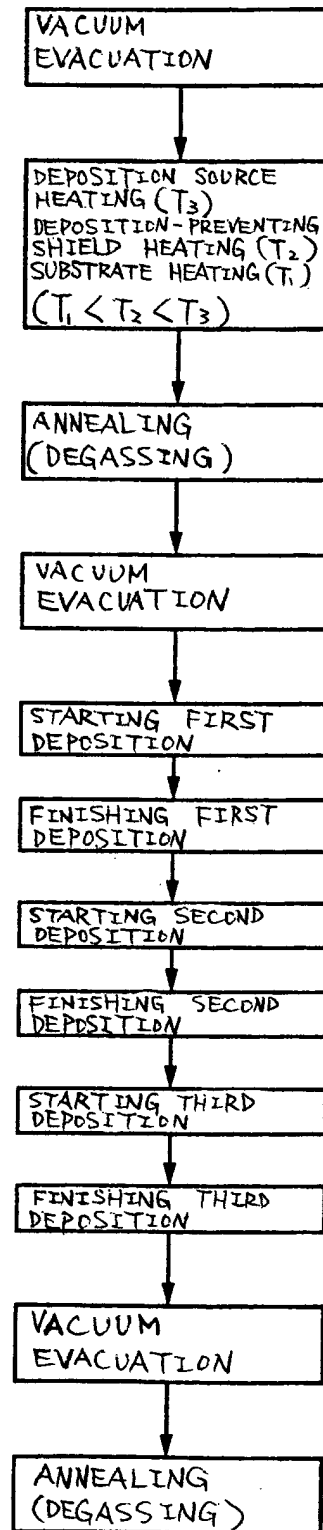 VACUUM
EVACUATION
DEPOSITION SOURCE
HEATING (T3)
DEPOSITION-PREVENTING
SHIELD HEATING (T2)
SUBSTRATE HEATING (T1)
(T1 < T2 < T3)
ANNEALING
(DEGASSING)
VACUUM
EVACUATION
STARTING FIRST
DEPOSITION
FINISHING FIRST
DEPOSITION
STARTING SECOND
DEPOSITION
FINISHING SECOND
DEPOSITION
STARTING THIRD
DEPOSITION
FINISHING THIRD
DEPOSITION
VACUUM
EVACUATION
ANNEALING
(DEGASSING)